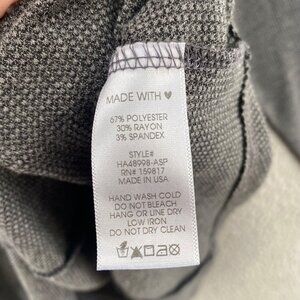 MADE WITH ♥
67% POLYESTER
30% RAYON
3% SPANDEX
STYLE#
HA48998-ASP
RN# 159817
MADE IN USA
HAND WASH COLD
DO NOT BLEACH
HANG OR LINE DRY
LOW IRON
DO NOT DRY CLEAN